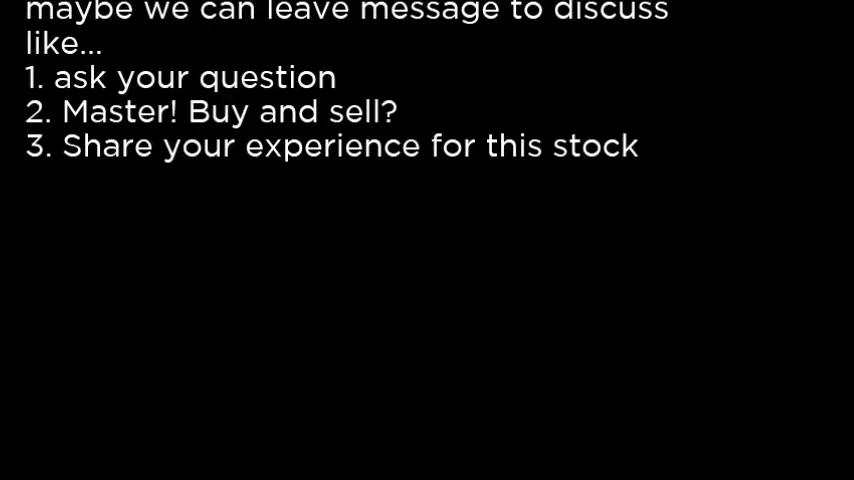 maybe we can leave message to discuss
like...
1. ask your question
2. Master! Buy and sell?
3. Share your experience for this stock